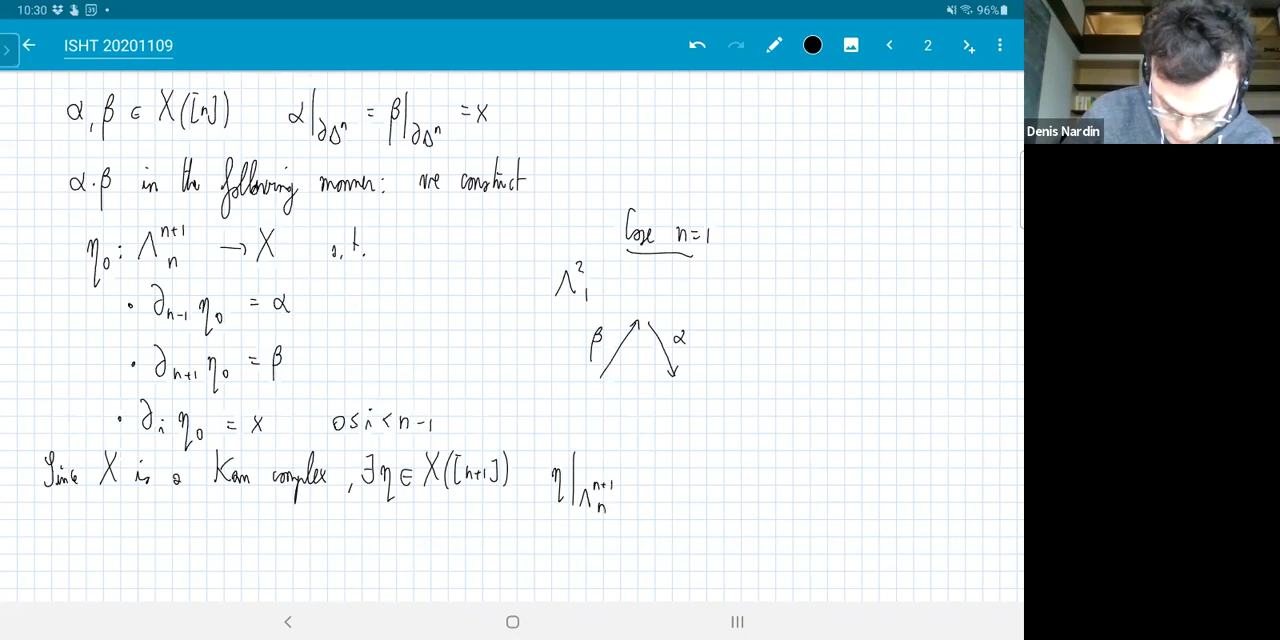 10:30 31 96%
ISHT 20201109 2
α, β ∈ X([n]) α|∂Δⁿ = β|∂Δⁿ = x
α·β in the following manner: we construct
η₀ : Λⁿ⁺¹ₙ → X s.t.
• ∂ₙ₋₁ η₀ = α
• ∂ₙ₊₁ η₀ = β
• ∂ᵢ η₀ = x 0 ≤ i < n-1
Since X is a Kan complex, ∃ η ∈ X([n+1]) η|Λⁿ⁺¹ₙ
Case n=1
Λ²₁
β α
Denis Nardin